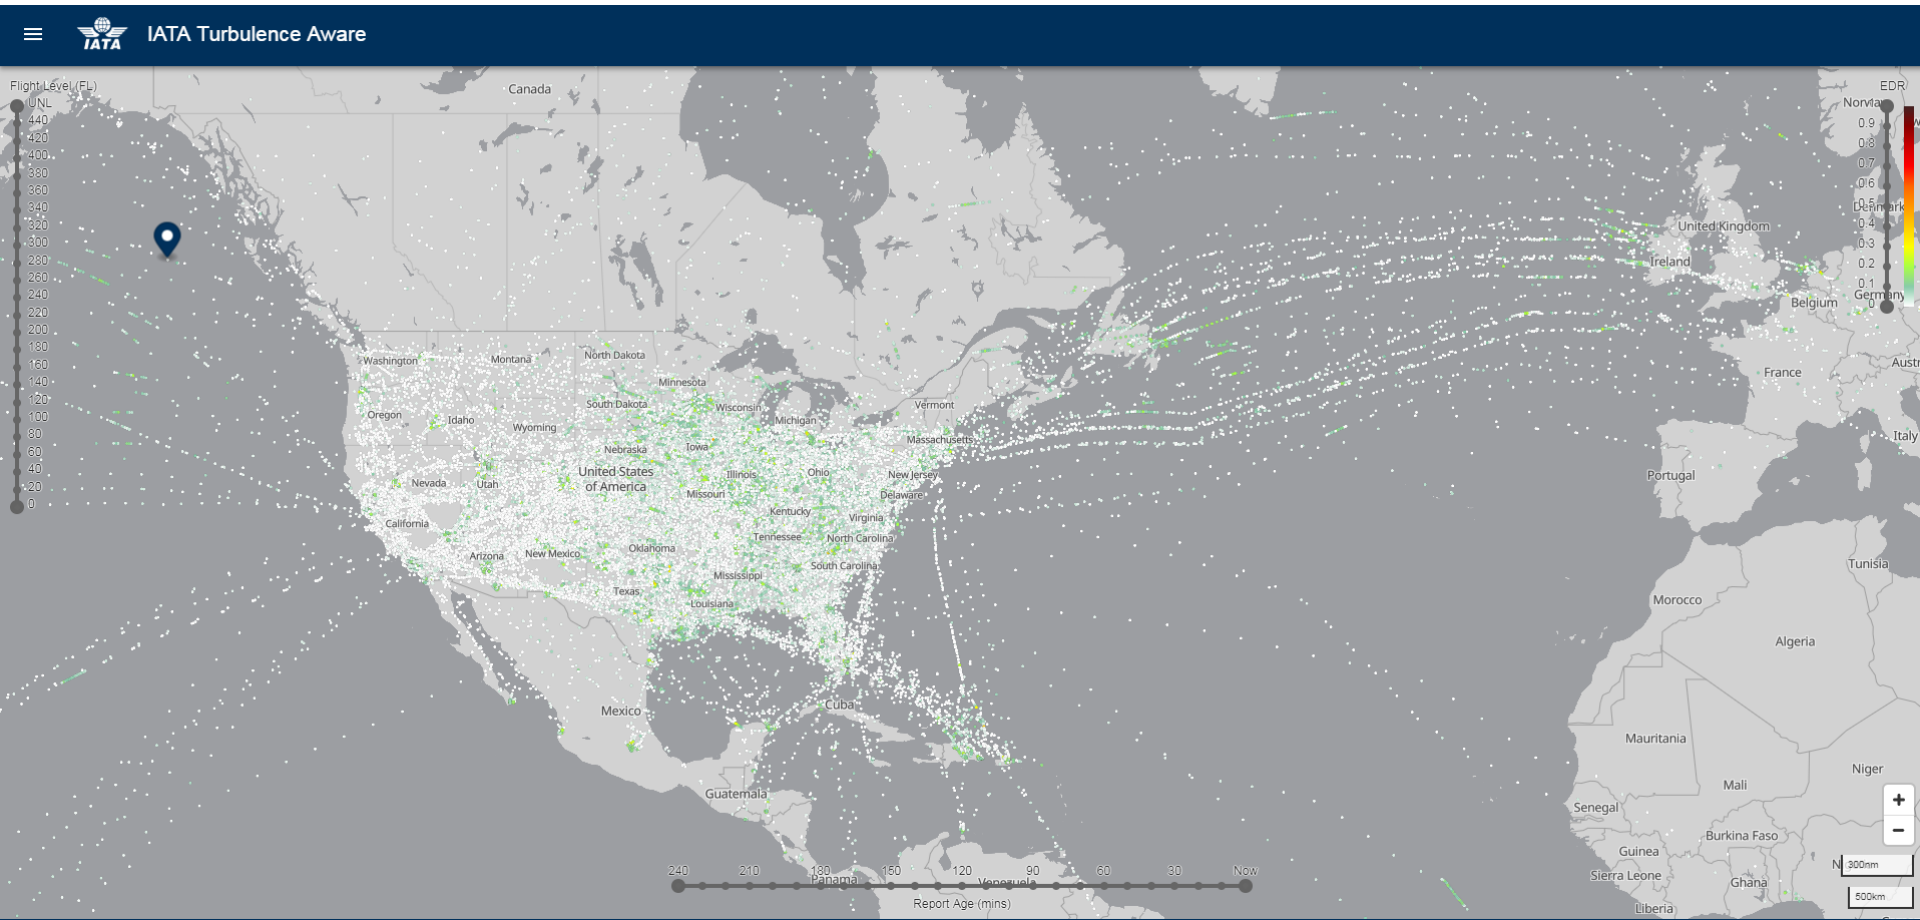 IATA
IATA Turbulence Aware
Flight Level (FL)
UNL
440
420
400
380
360
340
320
300
280
260
240
220
200
180
160
140
120
100
80
60
40
20
0
EDR
0.9
0.8
0.7
0.6
0.5
0.4
0.3
0.2
0.1
0
Canada
United Kingdom
Ireland
Belgium
Germany
France
Italy
Portugal
Tunisia
Morocco
Algeria
Mauritania
Mali
Niger
Senegal
Burkina Faso
Guinea
Sierra Leone
Ghana
Liberia
Washington
Montana
North Dakota
Minnesota
Oregon
Idaho
South Dakota
Wisconsin
Michigan
Vermont
Wyoming
Massachusetts
Nebraska
Iowa
Nevada
Utah
United States
of America
Illinois
Ohio
New Jersey
Missouri
Delaware
California
Kentucky
Virginia
Tennessee
North Carolina
Arizona
New Mexico
Oklahoma
South Carolina
Mississippi
Texas
Louisiana
Mexico
Cuba
Guatemala
Panama
Venezuela
240
210
180
150
120
90
60
30
Now
Report Age (mins)
+
−
300nm
500km